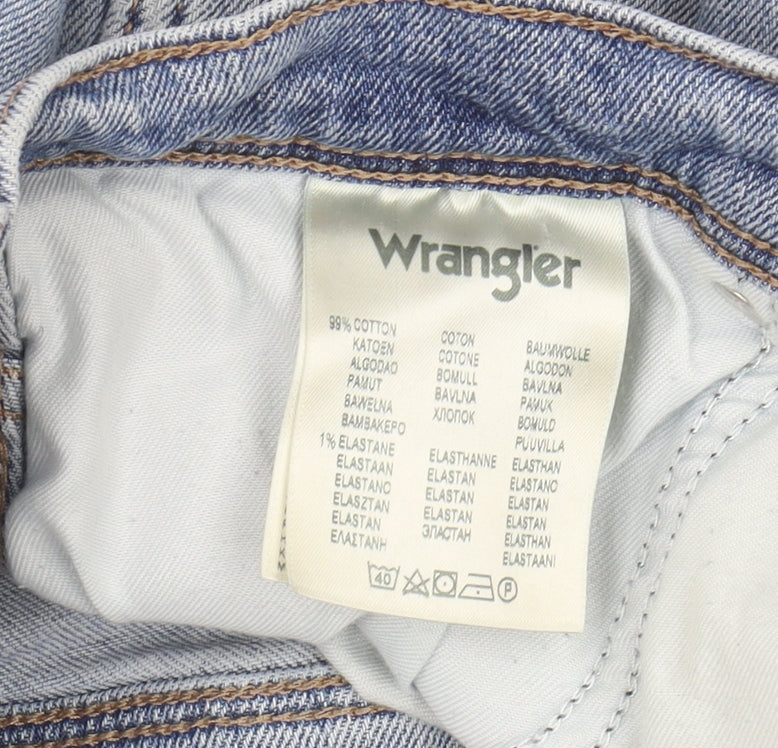 Wrangler
99% COTTON COTON BAUMWOLLE
KATOEN COTONE ALGODON
ALGODAO BOMULL BAVLNA
PAMUT BAVLNA PAMUK
BAWEŁNA ХЛОПОК BOMULD
ΒΑΜΒΑΚΕΡΟ PUUVILLA
1% ELASTANE ELASTHANNE ELASTHAN
ELASTAAN ELASTAN ELASTANO
ELASTANO ELASTAN ELASTAN
ELASZTAN ELASTAN ELASTAN
ELASTAN ЭЛАСТАН ELASTHAN
ΕΛΑΣΤΑΝΗ ELASTAANI
40 P